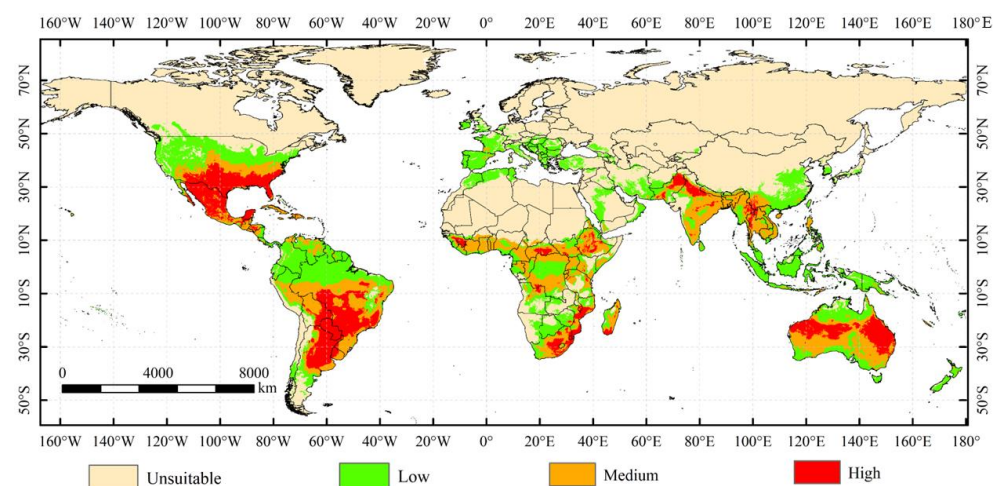 160°W 140°W 120°W 100°W 80°W 60°W 40°W 20°W 0° 20°E 40°E 60°E 80°E 100°E 120°E 140°E 160°E 180°E
70°N 70°N
50°N 50°N
30°N 30°N
10°N 10°N
10°S 10°S
30°S 30°S
0 4000 8000
km
50°S 50°S
160°W 140°W 120°W 100°W 80°W 60°W 40°W 20°W 0° 20°E 40°E 60°E 80°E 100°E 120°E 140°E 160°E 180°
Unsuitable Low Medium High